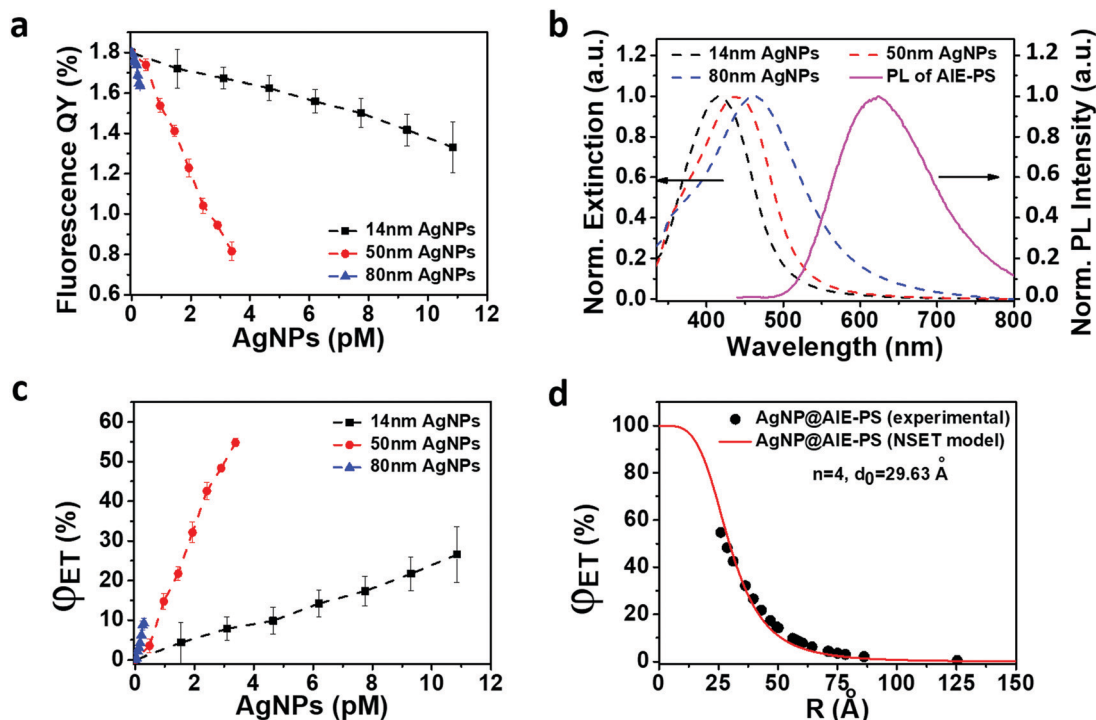 a
Fluorescence QY (%)
1.8
1.6
1.4
1.2
1.0
0.8
0.6
0 2 4 6 8 10 12
AgNPs (pM)
14nm AgNPs
50nm AgNPs
80nm AgNPs
b
Norm. Extinction (a.u.)
1.2
1.0
0.8
0.6
0.4
0.2
0.0
14nm AgNPs 50nm AgNPs
80nm AgNPs PL of AIE-PS
400 500 600 700 800
Wavelength (nm)
1.2
1.0
0.8
0.6
0.4
0.2
0.0
Norm. PL Intensity (a.u.)
c
φET (%)
60
50
40
30
20
10
0
0 2 4 6 8 10 12
AgNPs (pM)
14nm AgNPs
50nm AgNPs
80nm AgNPs
d
φET (%)
100
80
60
40
20
0
0 25 50 75 100 125 150
R (Å)
AgNP@AIE-PS (experimental)
AgNP@AIE-PS (NSET model)
n=4, d0=29.63 Å